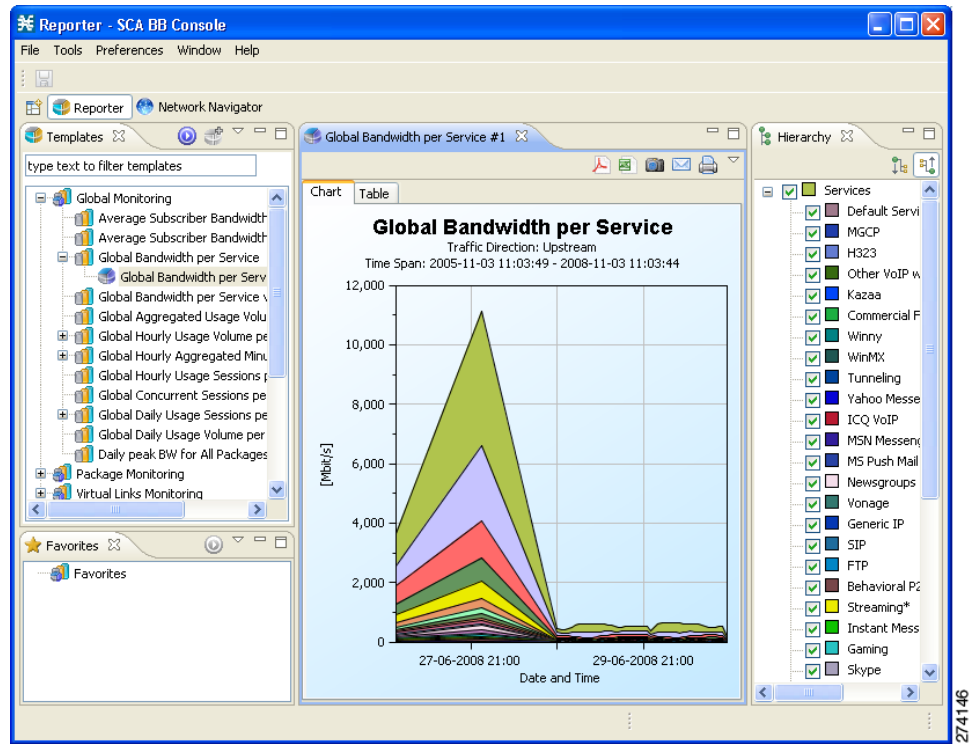 Reporter - SCA BB Console
File Tools Preferences Window Help
Reporter Network Navigator
Templates
type text to filter templates
Global Monitoring
Average Subscriber Bandwidth
Average Subscriber Bandwidth
Global Bandwidth per Service
Global Bandwidth per Serv
Global Bandwidth per Service v
Global Aggregated Usage Volu
Global Hourly Usage Volume pe
Global Hourly Aggregated Minu
Global Hourly Usage Sessions p
Global Concurrent Sessions pe
Global Daily Usage Sessions pe
Global Daily Usage Volume per
Daily peak BW for All Packages
Package Monitoring
Virtual Links Monitoring
Favorites
Favorites
Global Bandwidth per Service #1
Chart Table
Global Bandwidth per Service
Traffic Direction: Upstream
Time Span: 2005-11-03 11:03:49 - 2008-11-03 11:03:44
12,000
10,000
8,000
6,000
4,000
2,000
0
[Mbit/s]
27-06-2008 21:00 29-06-2008 21:00
Date and Time
Hierarchy
Services
Default Servi
MGCP
H323
Other VoIP w
Kazaa
Commercial F
Winny
WinMX
Tunneling
Yahoo Messe
ICQ VoIP
MSN Messeng
MS Push Mail
Newsgroups
Vonage
Generic IP
SIP
FTP
Behavioral P2
Streaming*
Instant Mess
Gaming
Skype
274146